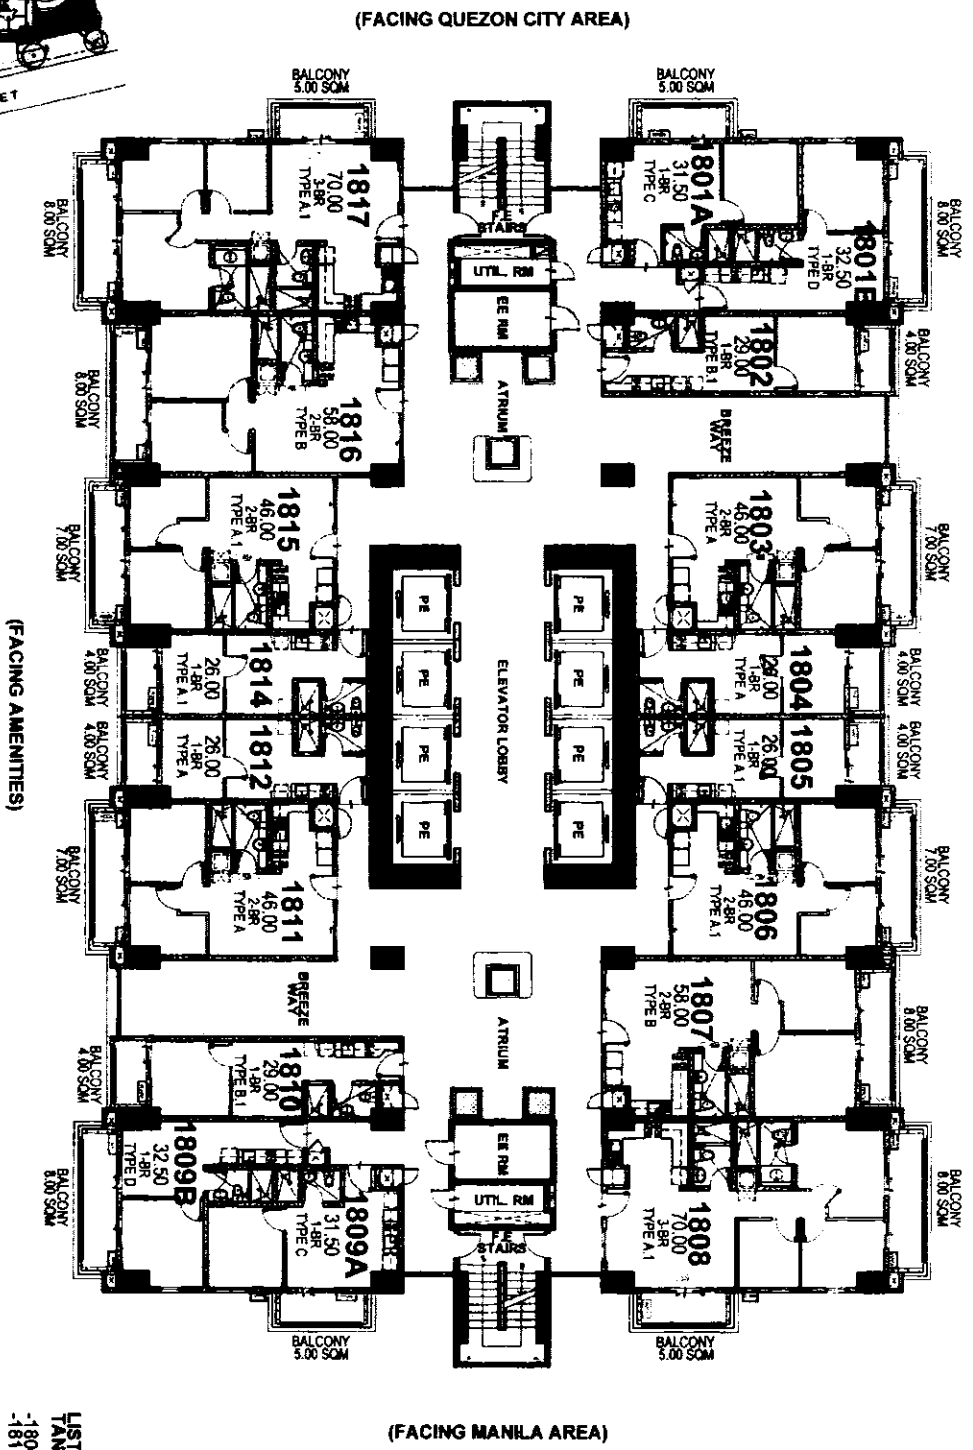 (FACING QUEZON CITY AREA)
ET
BALCONY
5.00 SQM
BALCONY
5.00 SQM
1817
70.00
3-BR
TYPE A.1
BALCONY
8.00 SQM
F.E
STAIRS
UTIL. RM
EE RM
1801A
31.50
1-BR
TYPE C
1801B
32.50
1-BR
TYPE D
BALCONY
8.00 SQM
1816
58.00
2-BR
TYPE B
BALCONY
8.00 SQM
ATRIUM
1802
29.00
1-BR
TYPE B.1
BALCONY
4.00 SQM
BREEZE
WAY
1815
46.00
2-BR
TYPE A.1
BALCONY
7.00 SQM
1803
46.00
2-BR
TYPE A
BALCONY
7.00 SQM
PE
PE
PE
PE
PE
PE
PE
PE
ELEVATOR LOBBY
(FACING AMENITIES)
1814
26.00
1-BR
TYPE A.1
BALCONY
4.00 SQM
1804
26.00
1-BR
TYPE A
BALCONY
4.00 SQM
1812
26.00
1-BR
TYPE A
BALCONY
4.00 SQM
1805
26.00
1-BR
TYPE A.1
BALCONY
4.00 SQM
1811
46.00
2-BR
TYPE A
BALCONY
7.00 SQM
1806
46.00
2-BR
TYPE A.1
BALCONY
7.00 SQM
BREEZE
WAY
ATRIUM
1807
58.00
2-BR
TYPE B
BALCONY
8.00 SQM
1810
29.00
1-BR
TYPE B.1
BALCONY
4.00 SQM
1809B
32.50
1-BR
TYPE D
BALCONY
8.00 SQM
1809A
31.50
1-BR
TYPE C
EE RM
UTIL. RM
F.E
STAIRS
1808
70.00
3-BR
TYPE A.1
BALCONY
8.00 SQM
BALCONY
5.00 SQM
BALCONY
5.00 SQM
(FACING MANILA AREA)
LIST
TAN
-180
-181